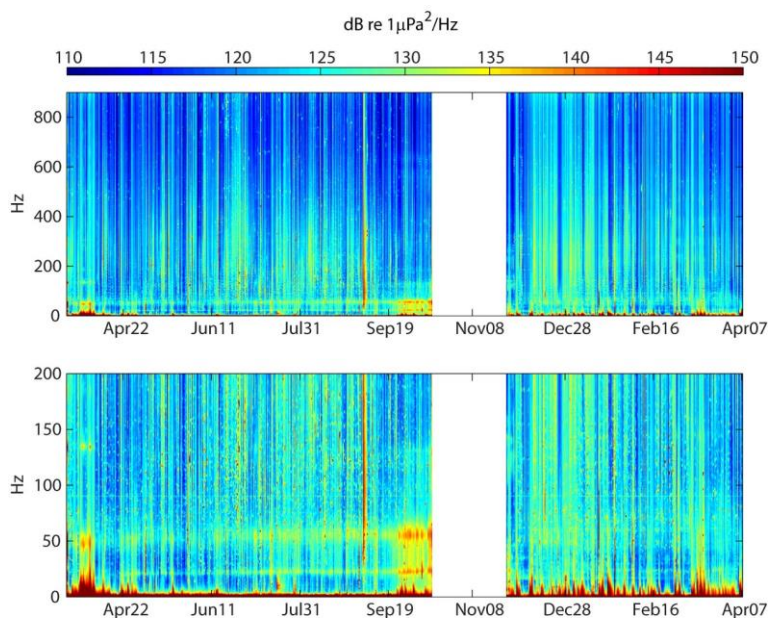 dB re 1µPa²/Hz
110 115 120 125 130 135 140 145 150
800
600
Hz
400
200
0
Apr22 Jun11 Jul31 Sep19 Nov08 Dec28 Feb16 Apr07
200
150
Hz
100
50
0
Apr22 Jun11 Jul31 Sep19 Nov08 Dec28 Feb16 Apr07